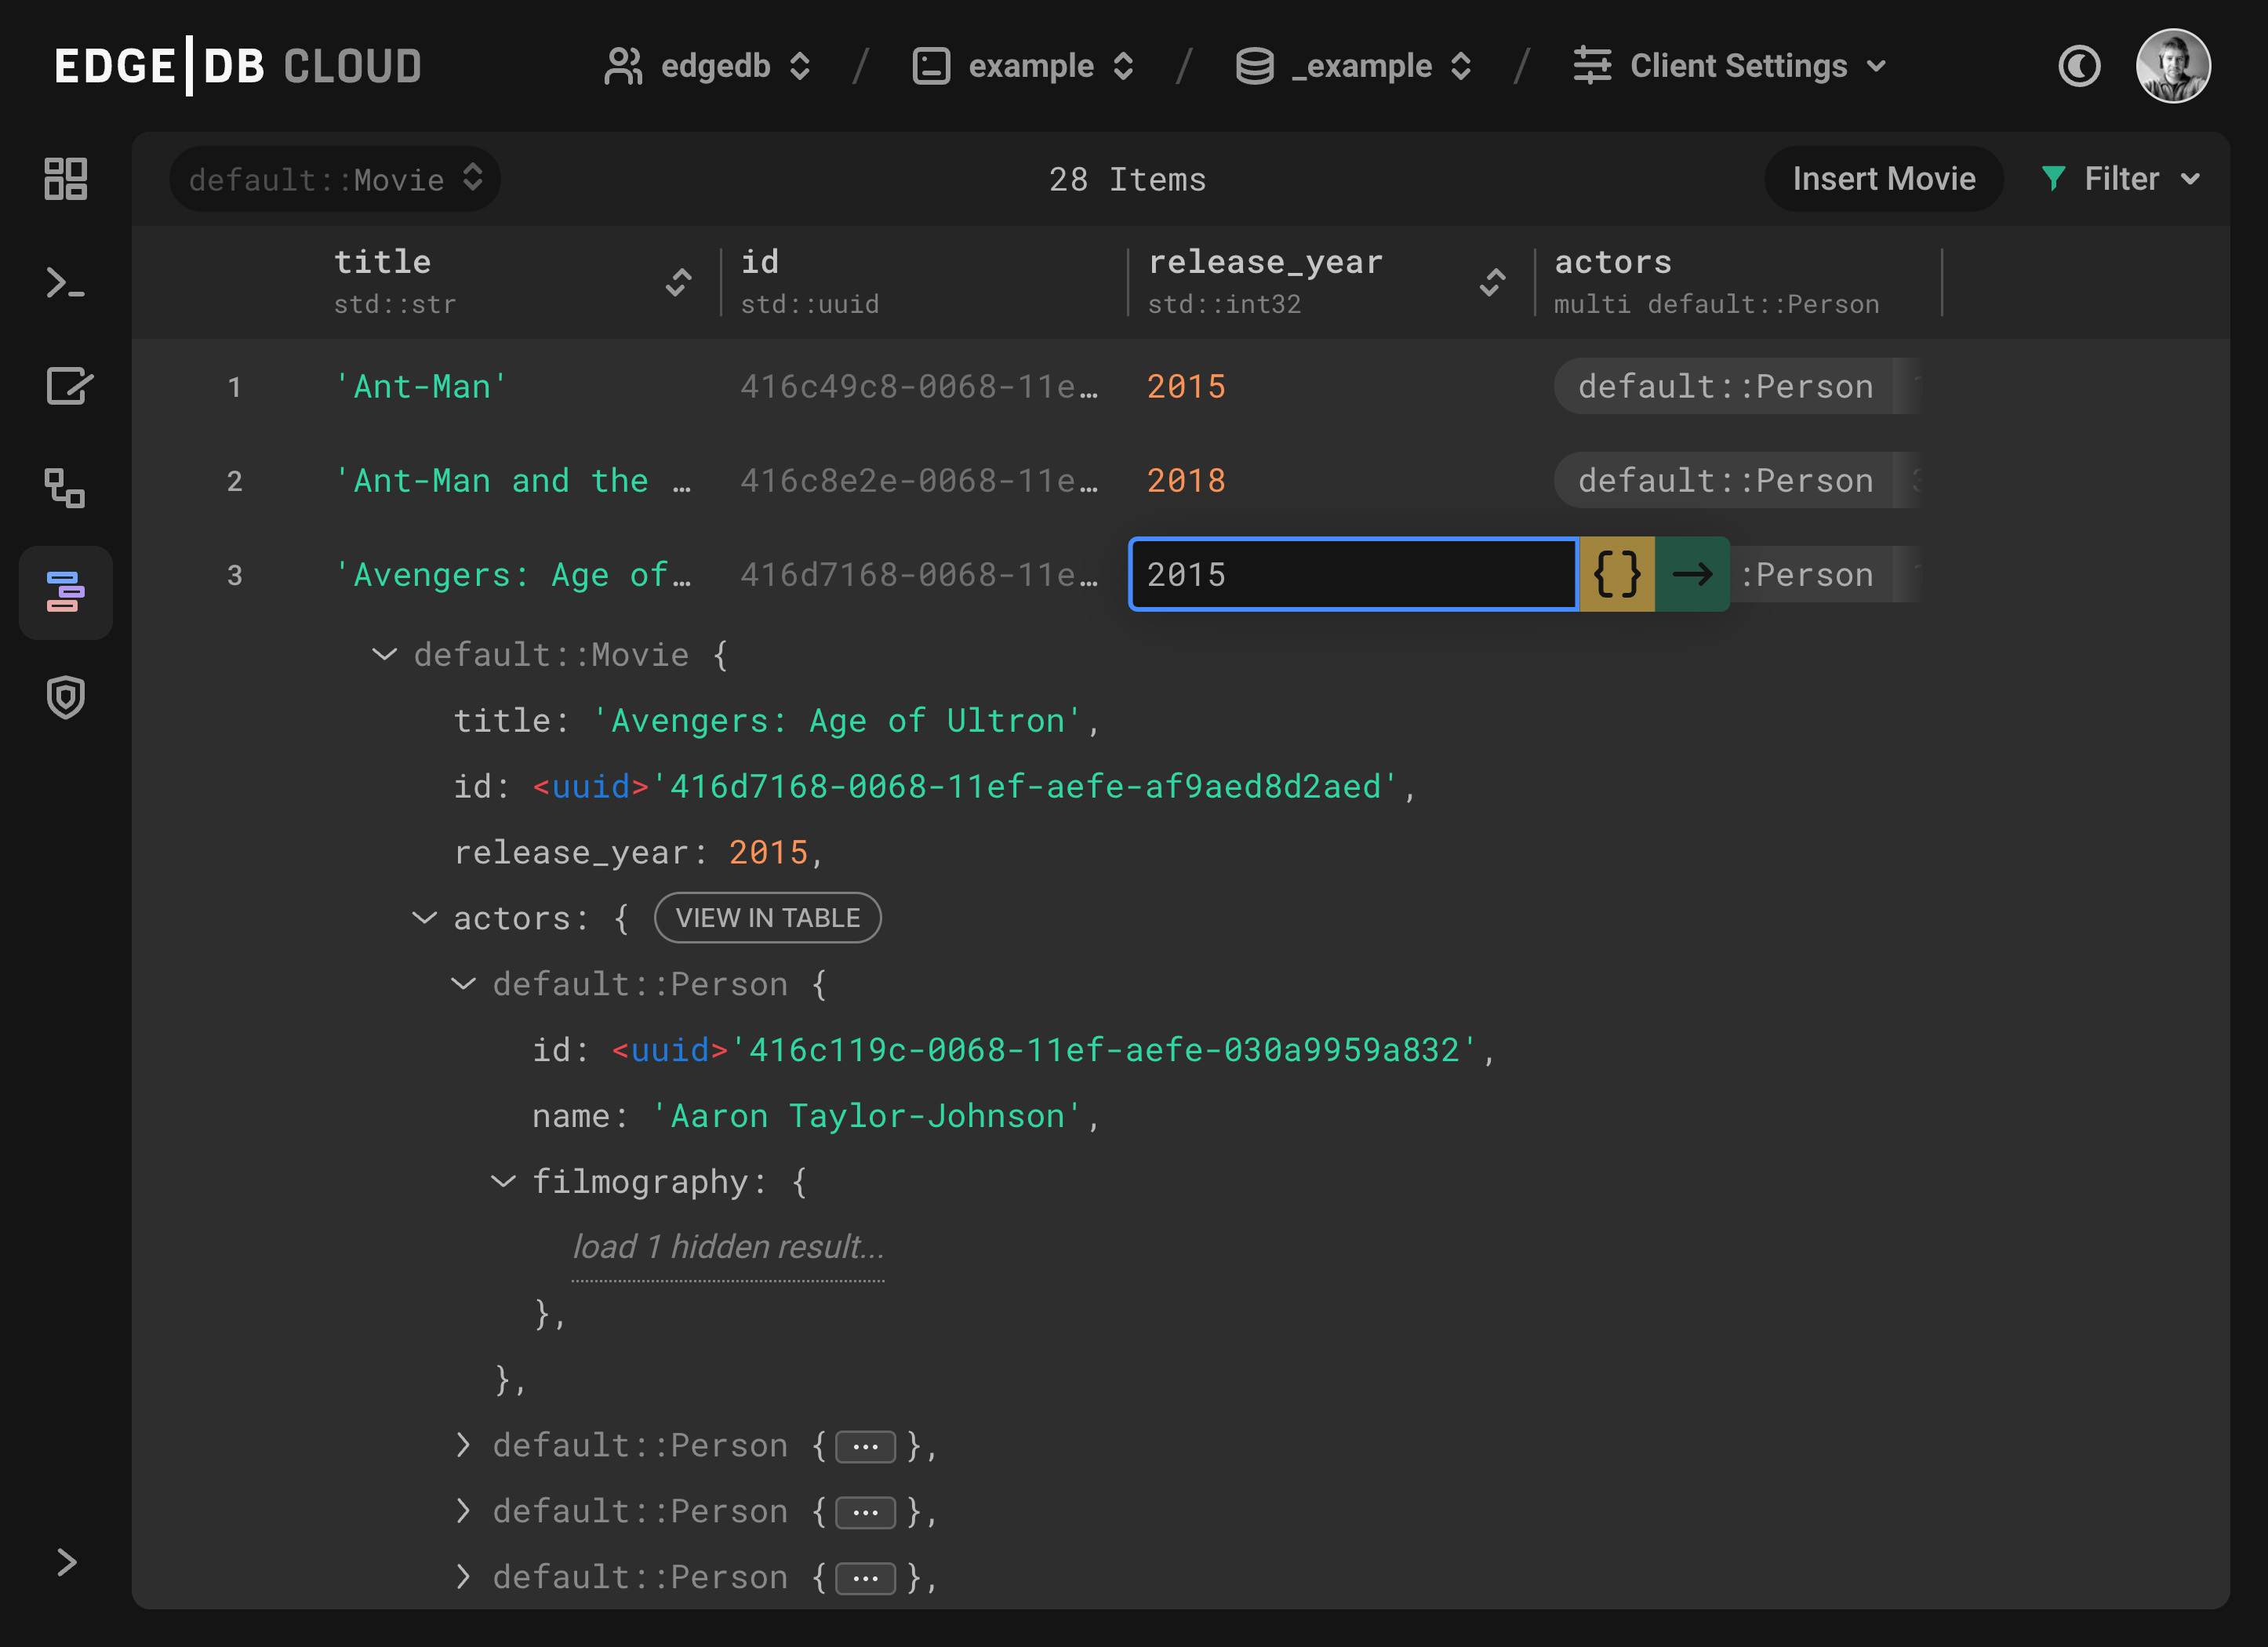 EDGE|DB CLOUD edgedb / example / _example / Client Settings
default::Movie 28 Items Insert Movie Filter
title id release_year actors
std::str std::uuid std::int32 multi default::Person
1 'Ant-Man' 416c49c8-0068-11e… 2015 default::Person
2 'Ant-Man and the … 416c8e2e-0068-11e… 2018 default::Person
3 'Avengers: Age of… 416d7168-0068-11e… 2015 {} → :Person
default::Movie {
title: 'Avengers: Age of Ultron',
id: <uuid>'416d7168-0068-11ef-aefe-af9aed8d2aed',
release_year: 2015,
actors: { VIEW IN TABLE
default::Person {
id: <uuid>'416c119c-0068-11ef-aefe-030a9959a832',
name: 'Aaron Taylor-Johnson',
filmography: {
load 1 hidden result...
},
},
default::Person { ··· },
default::Person { ··· },
default::Person { ··· },